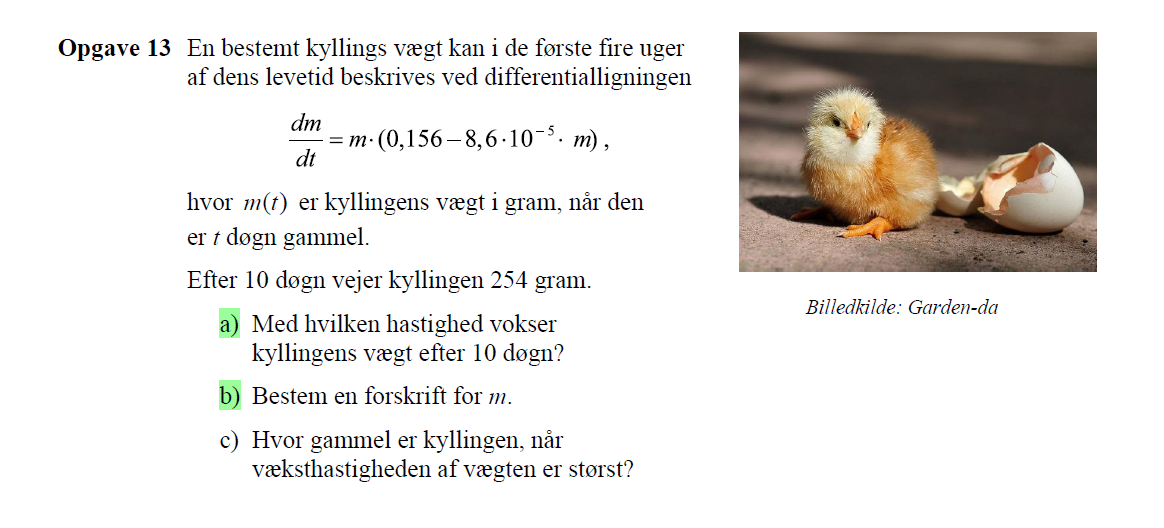 Opgave 13 En bestemt kyllings vægt kan i de første fire uger
af dens levetid beskrives ved differentialligningen
dm/dt = m·(0,156 – 8,6·10⁻⁵· m) ,
hvor m(t) er kyllingens vægt i gram, når den
er t døgn gammel.
Efter 10 døgn vejer kyllingen 254 gram.
a) Med hvilken hastighed vokser
kyllingens vægt efter 10 døgn?
b) Bestem en forskrift for m.
c) Hvor gammel er kyllingen, når
væksthastigheden af vægten er størst?
Billedkilde: Garden-da